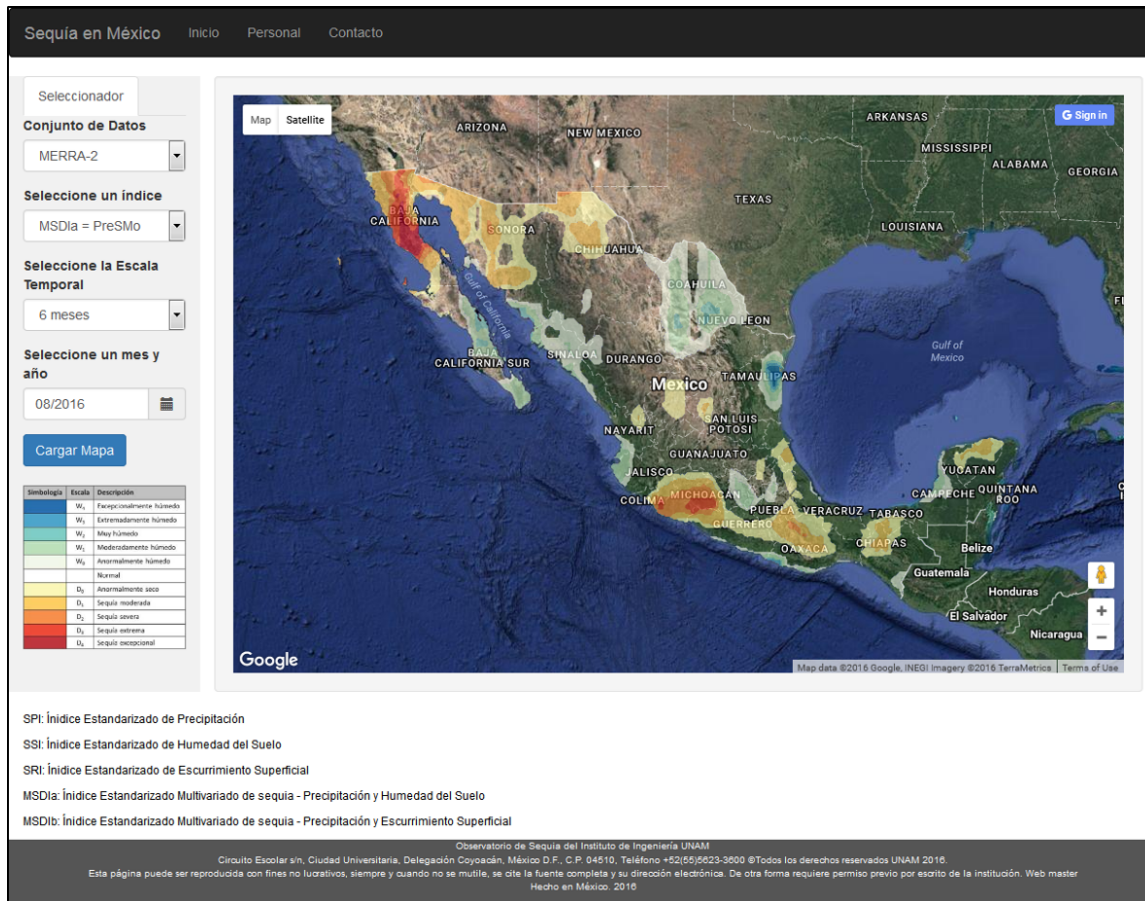 Sequía en México Inicio Personal Contacto
Seleccionador
Conjunto de Datos
MERRA-2
Seleccione un índice
MSDIa = PreSMo
Seleccione la Escala
Temporal
6 meses
Seleccione un mes y
año
08/2016
Cargar Mapa
Simbología Escala Descripción
W₄ Excepcionalmente húmedo
W₃ Extremadamente húmedo
W₂ Muy húmedo
W₁ Moderadamente húmedo
W₀ Anormalmente húmedo
Normal
D₀ Anormalmente seco
D₁ Sequía moderada
D₂ Sequía severa
D₃ Sequía extrema
D₄ Sequía excepcional
Map Satellite
G Sign in
ARIZONA
NEW MEXICO
ARKANSAS
MISSISSIPPI
ALABAMA
GEORGIA
TEXAS
LOUISIANA
BAJA
CALIFORNIA
SONORA
CHIHUAHUA
COAHUILA
Gulf of California
NUEVO LEON
Gulf of
Mexico
BAJA
CALIFORNIA SUR
SINALOA
DURANGO
Mexico
TAMAULIPAS
NAYARIT
SAN LUIS
POTOSI
GUANAJUATO
JALISCO
YUCATAN
COLIMA
MICHOACAN
CAMPECHE
QUINTANA
ROO
PUEBLA
VERACRUZ
TABASCO
GUERRERO
OAXACA
CHIAPAS
Belize
Guatemala
Honduras
El Salvador
Nicaragua
+
−
Google
Map data ©2016 Google, INEGI Imagery ©2016 TerraMetrics Terms of Use
SPI: Ínidice Estandarizado de Precipitación
SSI: Ínidice Estandarizado de Humedad del Suelo
SRI: Ínidice Estandarizado de Escurrimiento Superficial
MSDIa: Ínidice Estandarizado Multivariado de sequia - Precipitación y Humedad del Suelo
MSDIb: Ínidice Estandarizado Multivariado de sequia - Precipitación y Escurrimiento Superficial
Observatorio de Sequia del Instituto de Ingeniería UNAM
Circuito Escolar s/n, Ciudad Universitaria, Delegación Coyoacán, México D.F., C.P. 04510, Teléfono +52(55)5623-3600 ©Todos los derechos reservados UNAM 2016.
Esta página puede ser reproducida con fines no lucrativos, siempre y cuando no se mutile, se cite la fuente completa y su dirección electrónica. De otra forma requiere permiso previo por escrito de la institución. Web master
Hecho en México. 2016